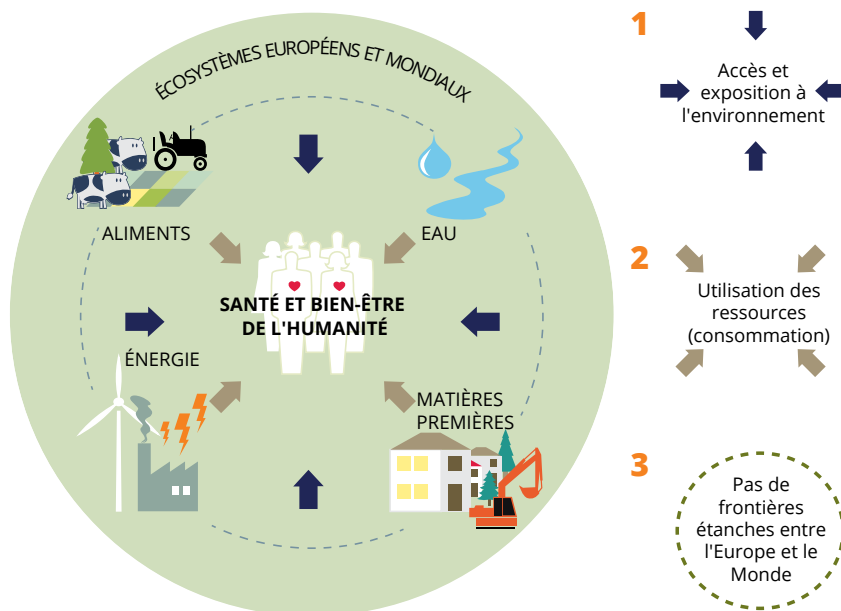 ÉCOSYSTÈMES EUROPÉENS ET MONDIAUX
ALIMENTS
EAU
SANTÉ ET BIEN-ÊTRE
DE L'HUMANITÉ
ÉNERGIE
MATIÈRES
PREMIÈRES
1
Accès et
exposition à
l'environnement
2
Utilisation des
ressources
(consommation)
3
Pas de
frontières
étanches entre
l'Europe et le
Monde